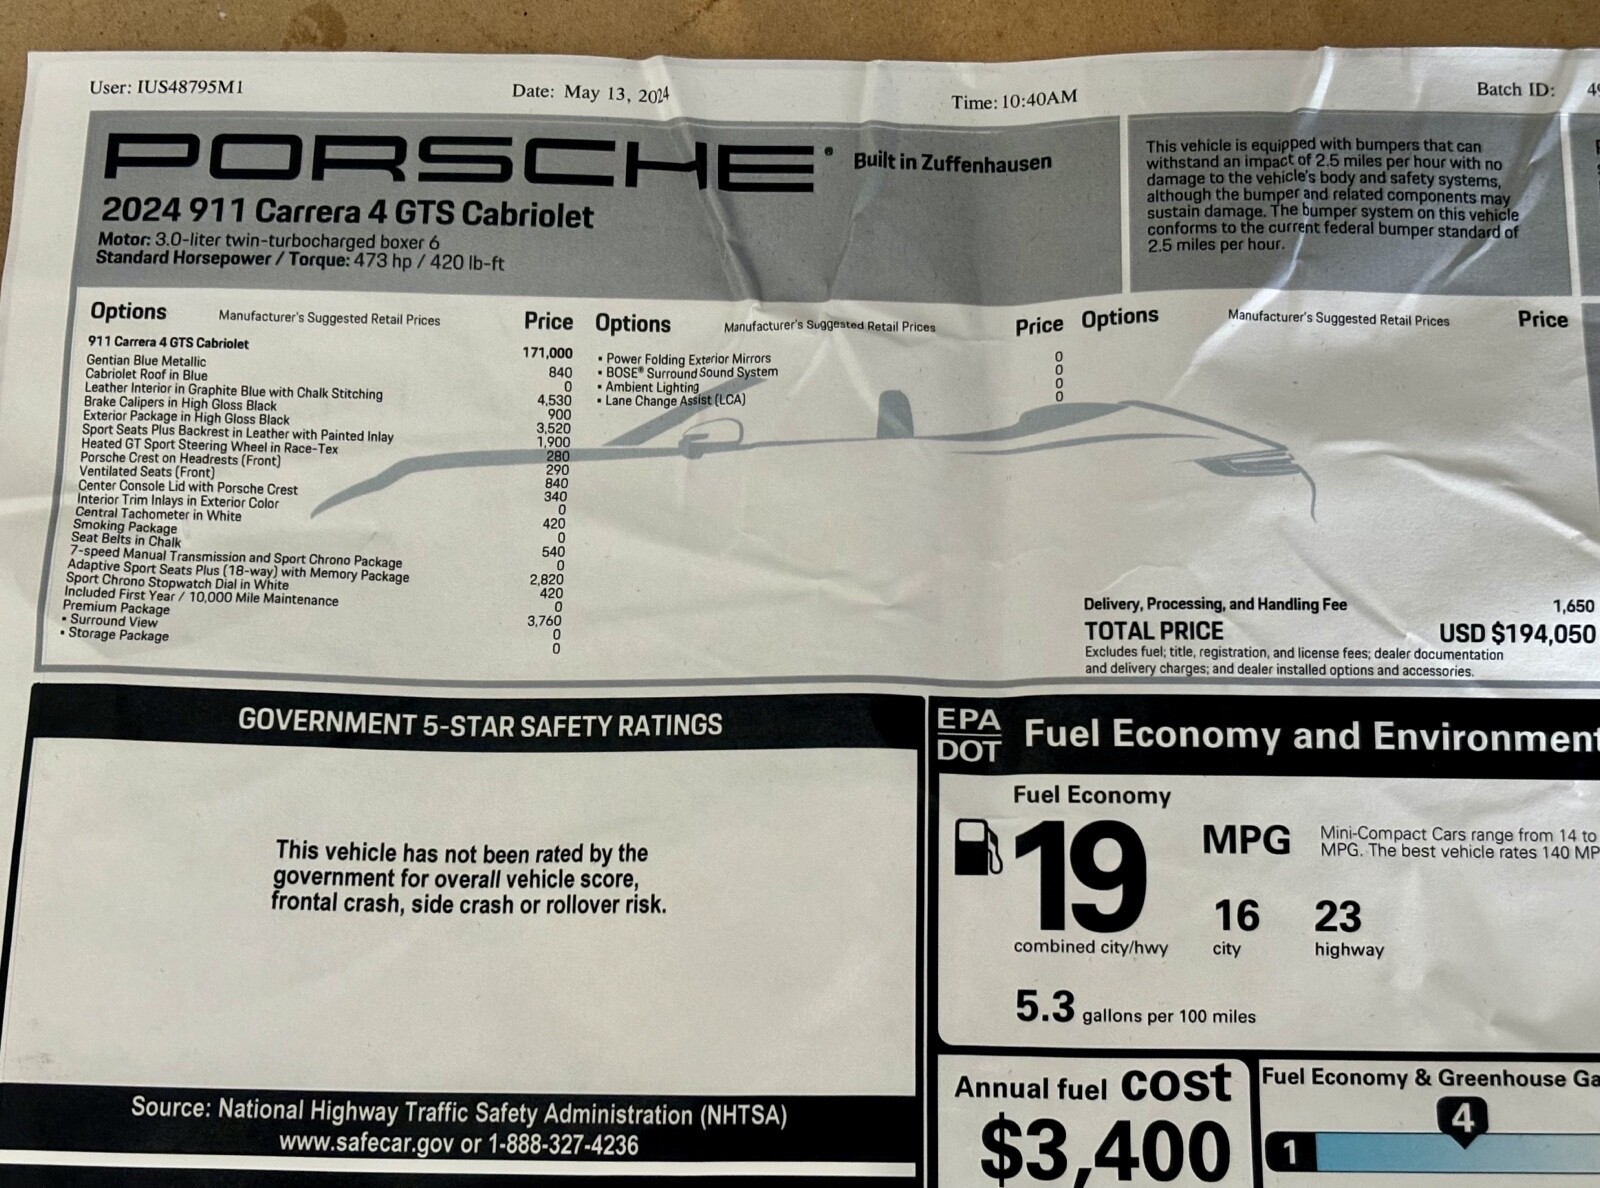 User: IUS48795M1
Date: May 13, 2024
Time: 10:40AM
Batch ID:
PORSCHE® Built in Zuffenhausen
2024 911 Carrera 4 GTS Cabriolet
Motor: 3.0-liter twin-turbocharged boxer 6
Standard Horsepower / Torque: 473 hp / 420 lb-ft
This vehicle is equipped with bumpers that can
withstand an impact of 2.5 miles per hour with no
damage to the vehicle's body and safety systems,
although the bumper and related components may
sustain damage. The bumper system on this vehicle
conforms to the current federal bumper standard of
2.5 miles per hour.
Options Manufacturer's Suggested Retail Prices Price
911 Carrera 4 GTS Cabriolet 171,000
Gentian Blue Metallic 840
Cabriolet Roof in Blue 0
Leather Interior in Graphite Blue with Chalk Stitching 4,530
Brake Calipers in High Gloss Black 900
Exterior Package in High Gloss Black 3,520
Sport Seats Plus Backrest in Leather with Painted Inlay 1,900
Heated GT Sport Steering Wheel in Race-Tex 280
Porsche Crest on Headrests (Front) 290
Ventilated Seats (Front) 840
Center Console Lid with Porsche Crest 340
Interior Trim Inlays in Exterior Color 0
Central Tachometer in White 420
Smoking Package 0
Seat Belts in Chalk 540
7-speed Manual Transmission and Sport Chrono Package 0
Adaptive Sport Seats Plus (18-way) with Memory Package 2,820
Sport Chrono Stopwatch Dial in White 420
Included First Year / 10,000 Mile Maintenance 0
Premium Package 3,760
• Surround View 0
• Storage Package 0
Options Manufacturer's Suggested Retail Prices Price
• Power Folding Exterior Mirrors 0
• BOSE® Surround Sound System 0
• Ambient Lighting 0
• Lane Change Assist (LCA) 0
Options Manufacturer's Suggested Retail Prices Price
Delivery, Processing, and Handling Fee 1,650
TOTAL PRICE USD $194,050
Excludes fuel; title, registration, and license fees; dealer documentation
and delivery charges; and dealer installed options and accessories.
GOVERNMENT 5-STAR SAFETY RATINGS
This vehicle has not been rated by the
government for overall vehicle score,
frontal crash, side crash or rollover risk.
Source: National Highway Traffic Safety Administration (NHTSA)
www.safecar.gov or 1-888-327-4236
EPA
DOT
Fuel Economy and Environment
Fuel Economy
19 MPG
combined city/hwy
16
city
23
highway
Mini-Compact Cars range from 14 to
MPG. The best vehicle rates 140 MP
5.3 gallons per 100 miles
Annual fuel cost
$3,400
Fuel Economy & Greenhouse Ga
4
1